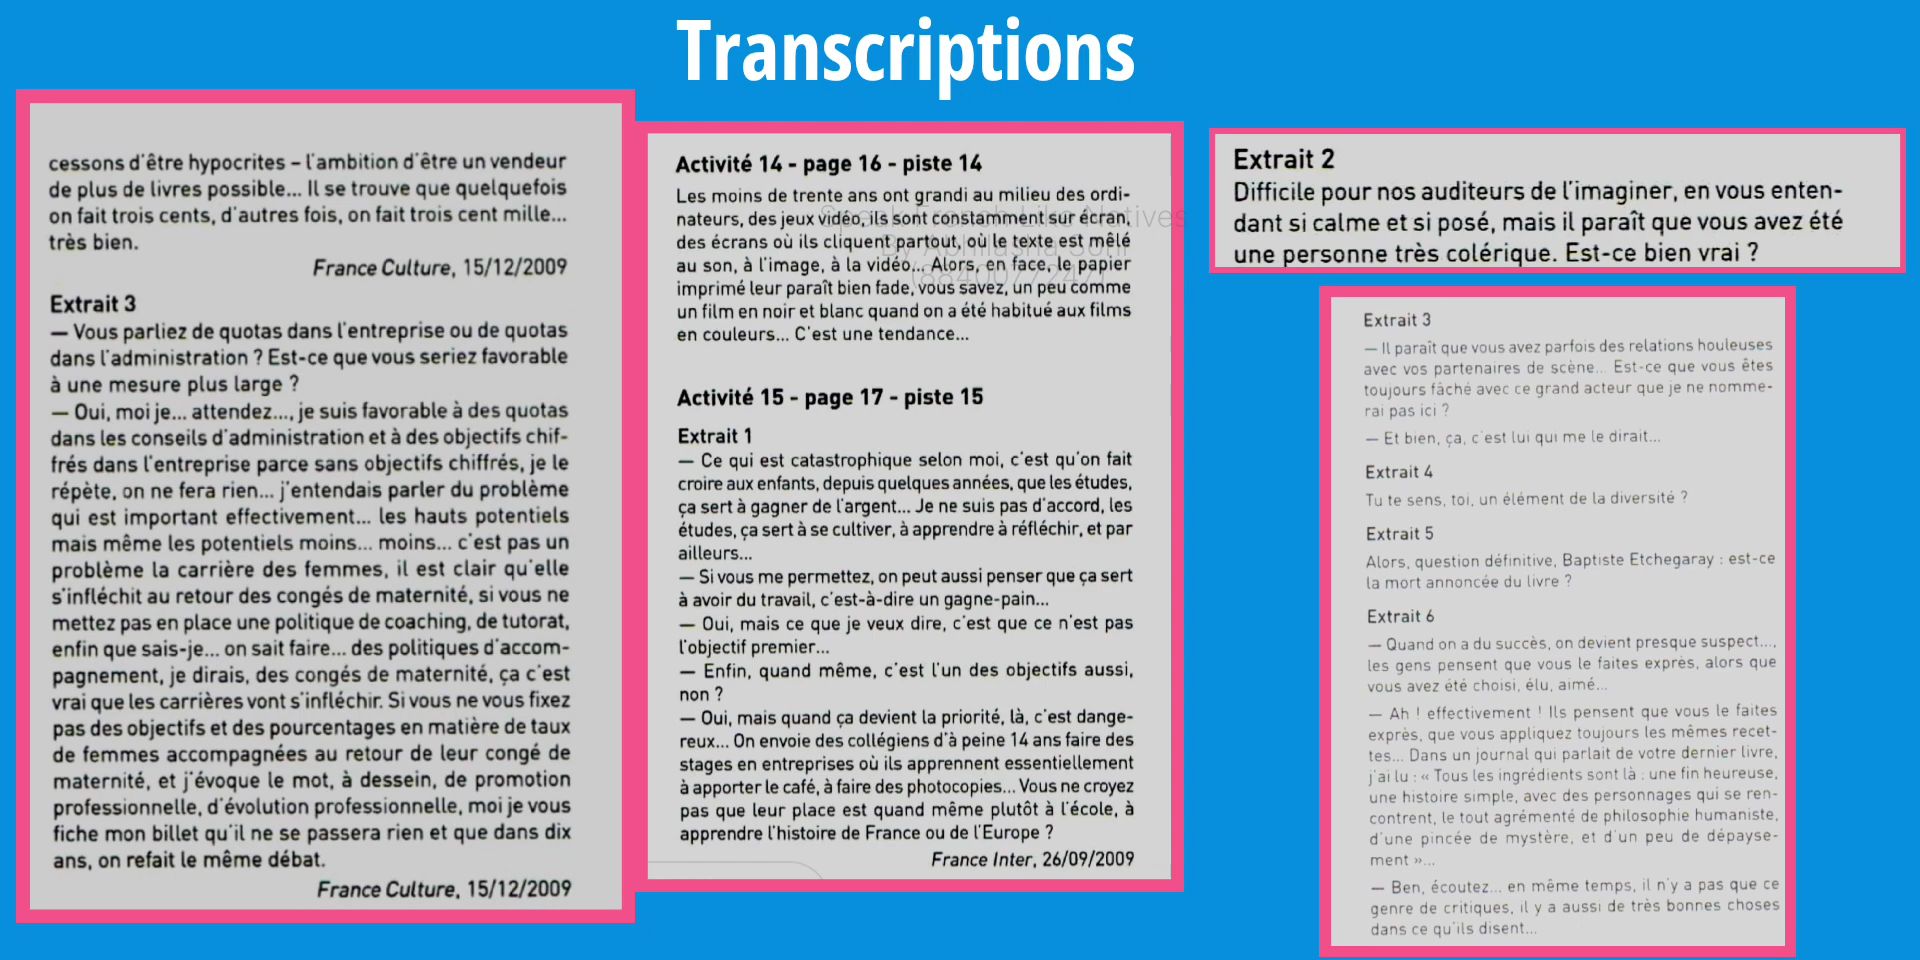 Transcriptions
cessons d'être hypocrites – l'ambition d'être un vendeur
de plus de livres possible... Il se trouve que quelquefois
on fait trois cents, d'autres fois, on fait trois cent mille...
très bien.
France Culture, 15/12/2009
Extrait 3
— Vous parliez de quotas dans l'entreprise ou de quotas
dans l'administration ? Est-ce que vous seriez favorable
à une mesure plus large ?
— Oui, moi je... attendez..., je suis favorable à des quotas
dans les conseils d'administration et à des objectifs chif-
frés dans l'entreprise parce sans objectifs chiffrés, je le
répète, on ne fera rien... j'entendais parler du problème
qui est important effectivement... les hauts potentiels
mais même les potentiels moins... moins... c'est pas un
problème la carrière des femmes, il est clair qu'elle
s'infléchit au retour des congés de maternité, si vous ne
mettez pas en place une politique de coaching, de tutorat,
enfin que sais-je... on sait faire... des politiques d'accom-
pagnement, je dirais, des congés de maternité, ça c'est
vrai que les carrières vont s'infléchir. Si vous ne vous fixez
pas des objectifs et des pourcentages en matière de taux
de femmes accompagnées au retour de leur congé de
maternité, et j'évoque le mot, à dessein, de promotion
professionnelle, d'évolution professionnelle, moi je vous
fiche mon billet qu'il ne se passera rien et que dans dix
ans, on refait le même débat.
France Culture, 15/12/2009
Activité 14 - page 16 - piste 14
Les moins de trente ans ont grandi au milieu des ordi-
nateurs, des jeux vidéo, ils sont constamment sur écran,
des écrans où ils cliquent partout, où le texte est mêlé
au son, à l'image, à la vidéo... Alors, en face, le papier
imprimé leur paraît bien fade, vous savez, un peu comme
un film en noir et blanc quand on a été habitué aux films
en couleurs... C'est une tendance...
Speak French Like Natives
By Abhilasha Soni
Activité 15 - page 17 - piste 15
Extrait 1
— Ce qui est catastrophique selon moi, c'est qu'on fait
croire aux enfants, depuis quelques années, que les études,
ça sert à gagner de l'argent... Je ne suis pas d'accord, les
études, ça sert à se cultiver, à apprendre à réfléchir, et par
ailleurs...
— Si vous me permettez, on peut aussi penser que ça sert
à avoir du travail, c'est-à-dire un gagne-pain...
— Oui, mais ce que je veux dire, c'est que ce n'est pas
l'objectif premier...
— Enfin, quand même, c'est l'un des objectifs aussi,
non ?
— Oui, mais quand ça devient la priorité, là, c'est dange-
reux... On envoie des collégiens d'à peine 14 ans faire des
stages en entreprises où ils apprennent essentiellement
à apporter le café, à faire des photocopies... Vous ne croyez
pas que leur place est quand même plutôt à l'école, à
apprendre l'histoire de France ou de l'Europe ?
France Inter, 26/09/2009
Extrait 2
Difficile pour nos auditeurs de l'imaginer, en vous enten-
dant si calme et si posé, mais il paraît que vous avez été
une personne très colérique. Est-ce bien vrai ?
Extrait 3
— Il paraît que vous avez parfois des relations houleuses
avec vos partenaires de scène... Est-ce que vous êtes
toujours fâché avec ce grand acteur que je ne nomme-
rai pas ici ?
— Et bien, ça, c'est lui qui me le dirait...
Extrait 4
Tu te sens, toi, un élément de la diversité ?
Extrait 5
Alors, question définitive, Baptiste Etchegaray : est-ce
la mort annoncée du livre ?
Extrait 6
— Quand on a du succès, on devient presque suspect...,
les gens pensent que vous le faites exprès, alors que
vous avez été choisi, élu, aimé...
— Ah ! effectivement ! Ils pensent que vous le faites
exprès, que vous appliquez toujours les mêmes recet-
tes... Dans un journal qui parlait de votre dernier livre,
j'ai lu : « Tous les ingrédients sont là : une fin heureuse,
une histoire simple, avec des personnages qui se ren-
contrent, le tout agrémenté de philosophie humaniste,
d'une pincée de mystère, et d'un peu de dépayse-
ment »...
— Ben, écoutez... en même temps, il n'y a pas que ce
genre de critiques, il y a aussi de très bonnes choses
dans ce qu'ils disent...